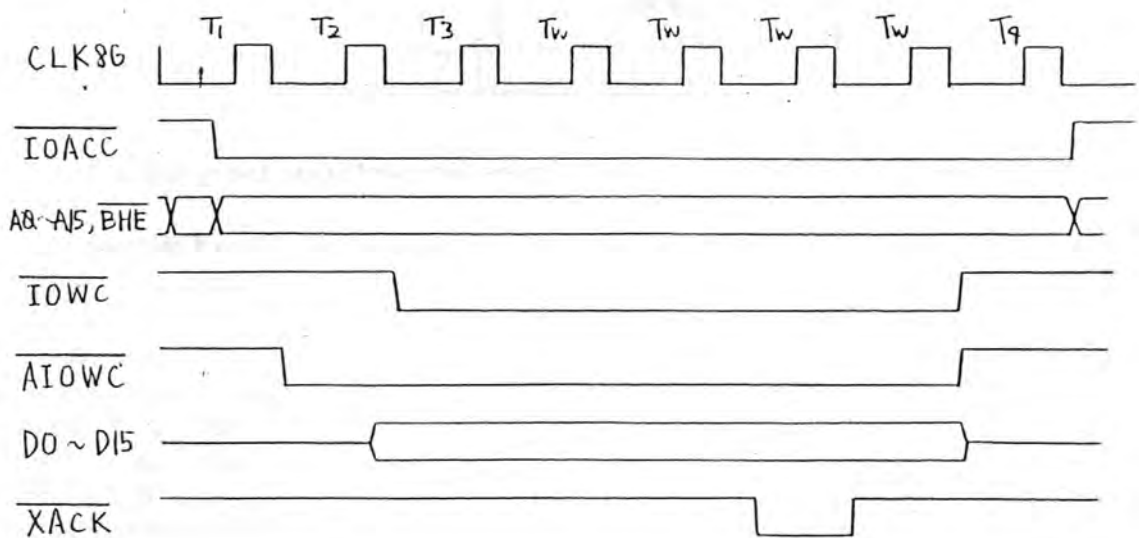 T1 T2 T3 Tw Tw Tw Tw T4
CLK86
IOACC
A0~A15, BHE
IOWC
AIOWC
D0~D15
XACK